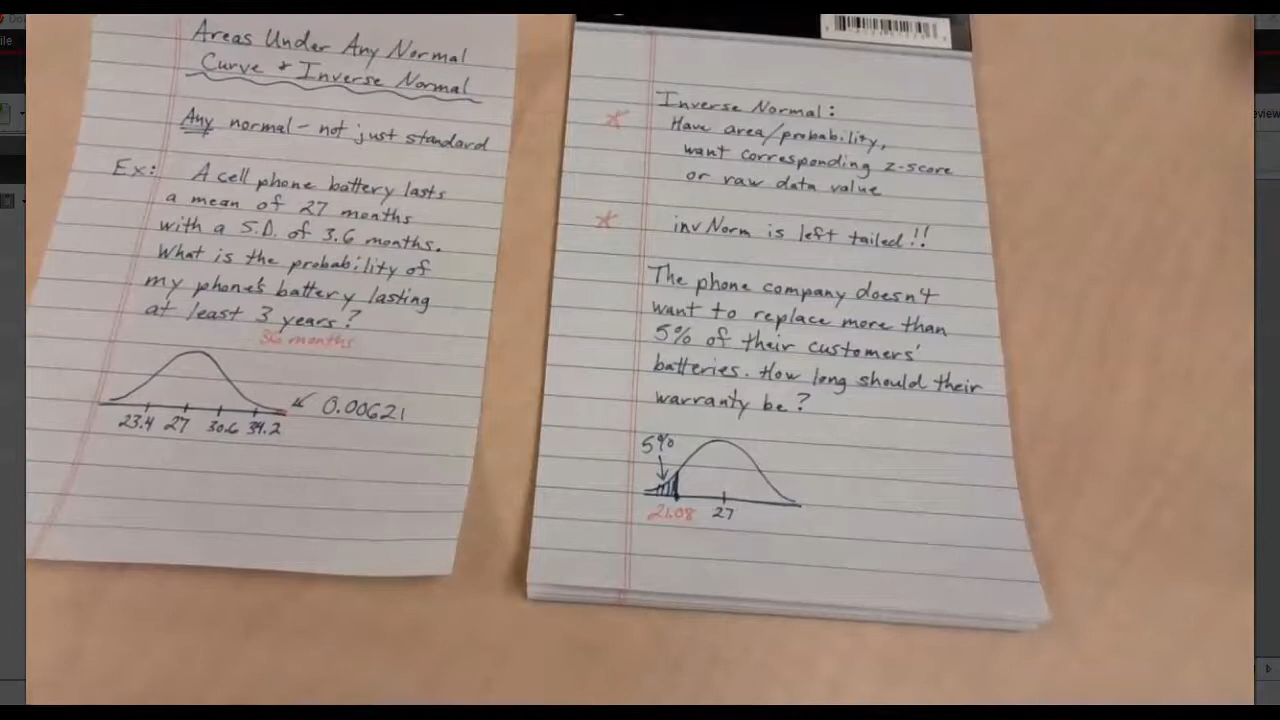 Areas Under Any Normal
Curve & Inverse Normal
Any normal - not just standard
Ex: A cell phone battery lasts
a mean of 27 months
with a S.D. of 3.6 months.
What is the probability of
my phone's battery lasting
at least 3 years?
36 months
0.00621
23.4 27 30.6 34.2
Inverse Normal:
Have area/probability,
want corresponding z-score
or raw data value
invNorm is left tailed!!
The phone company doesn't
want to replace more than
5% of their customers'
batteries. How long should their
warranty be?
5%
21.08 27